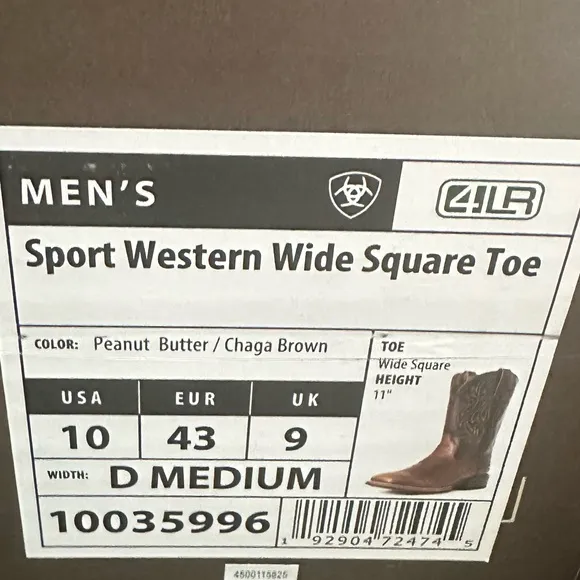 MEN'S
4LR
Sport Western Wide Square Toe
COLOR: Peanut Butter / Chaga Brown
TOE
Wide Square
HEIGHT
11"
USA EUR UK
10 43 9
WIDTH: D MEDIUM
10035996
1 92904 72474 5
4500115825